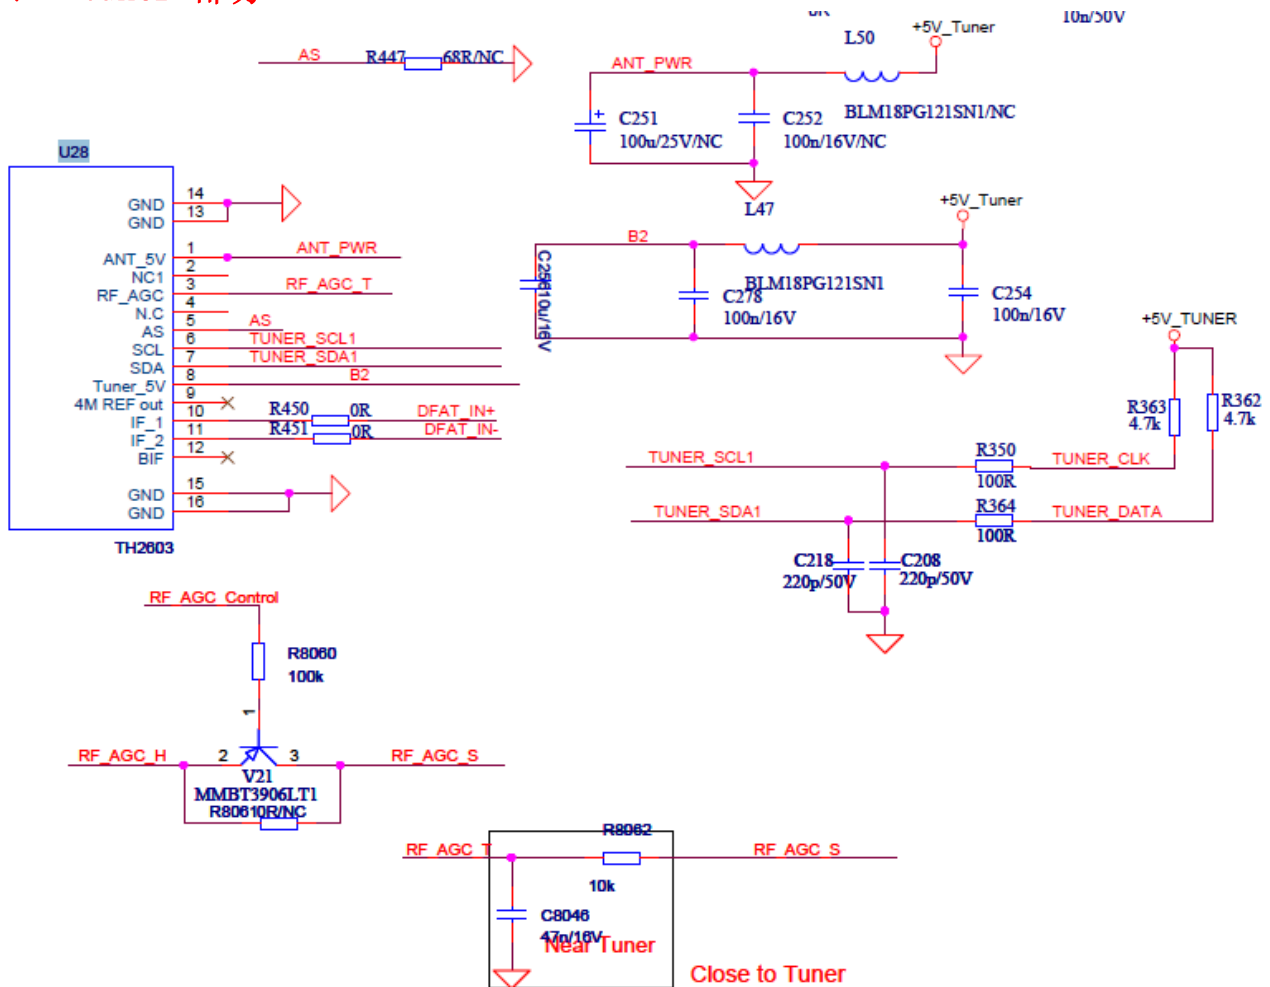 部分
10n/50V
+5V_Tuner
L50
AS R447 68R/NC
ANT_PWR
C251
100u/25V/NC
C252
100n/16V/NC
BLM18PG121SN1/NC
U28
GND 14
GND 13
ANT_5V 1 ANT_PWR
NC1 2
RF_AGC 3 RF_AGC_T
N.C 4
AS 5 AS
SCL 6 TUNER_SCL1
SDA 7 TUNER_SDA1
Tuner_5V 8 B2
4M REF out 9
IF_1 10 R450 0R DFAT_IN+
IF_2 11 R451 0R DFAT_IN-
BIF 12
GND 15
GND 16
TH2603
L47
+5V_Tuner
B2
10u/16V
BLM18PG121SN1
C278
100n/16V
C254
100n/16V
+5V_TUNER
R363
4.7k
R362
4.7k
TUNER_SCL1 R350 TUNER_CLK
100R
TUNER_SDA1 R364 TUNER_DATA
100R
C218
220p/50V
C208
220p/50V
RF_AGC_Control
R8060
100k
1
RF_AGC_H 2 3 RF_AGC_S
V21
MMBT3906LT1
R8061 0R/NC
R8062
RF_AGC_T RF_AGC_S
10k
C8046
47n/16V
Near Tuner
Close to Tuner